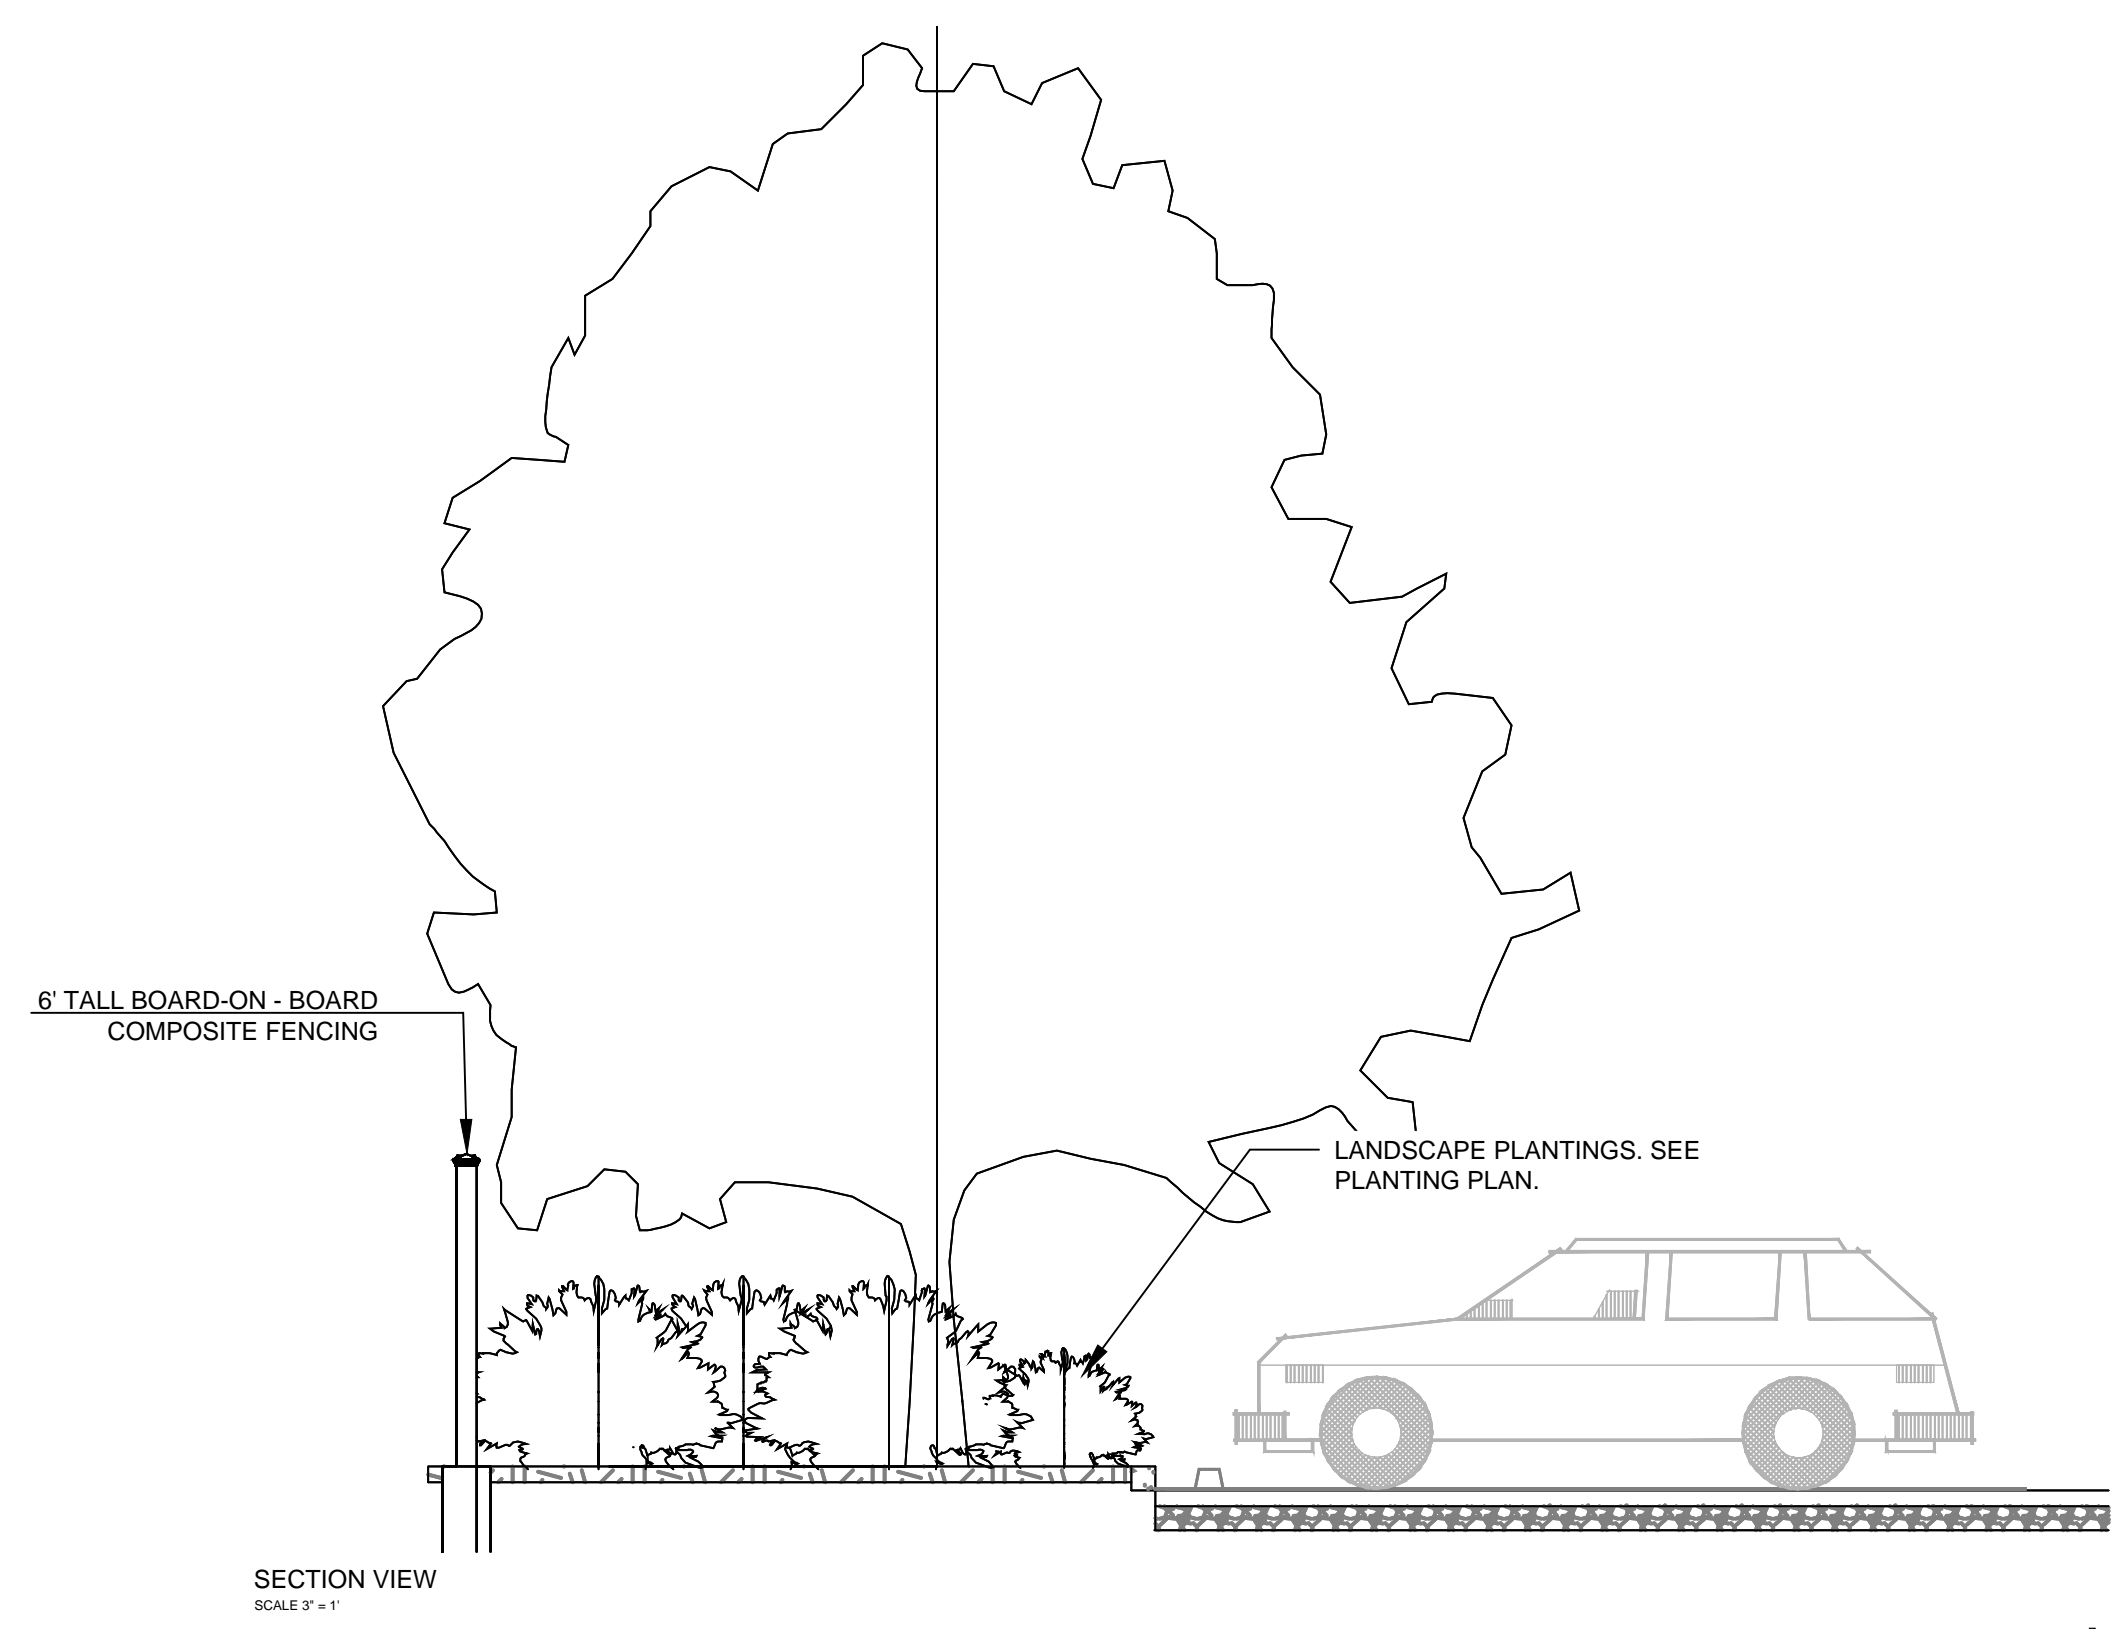 6' TALL BOARD-ON - BOARD
COMPOSITE FENCING
LANDSCAPE PLANTINGS. SEE
PLANTING PLAN.
SECTION VIEW
SCALE 3" = 1'